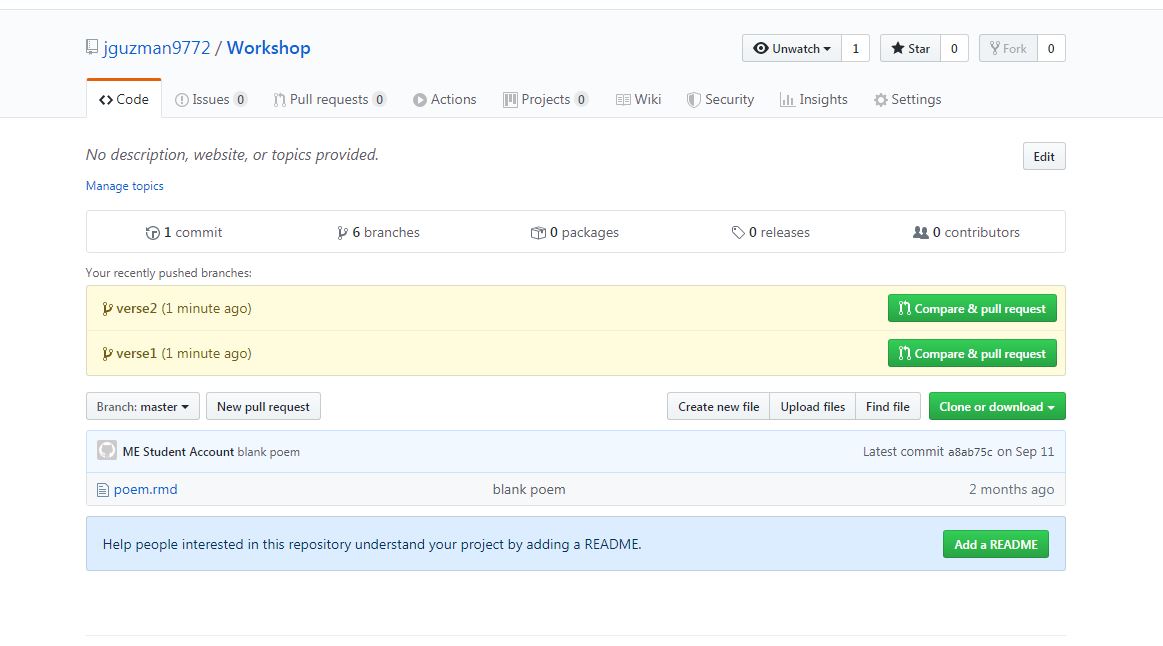 jguzman9772 / Workshop
Unwatch 1 Star 0 Fork 0
Code Issues 0 Pull requests 0 Actions Projects 0 Wiki Security Insights Settings
No description, website, or topics provided.
Edit
Manage topics
1 commit 6 branches 0 packages 0 releases 0 contributors
Your recently pushed branches:
verse2 (1 minute ago) Compare & pull request
verse1 (1 minute ago) Compare & pull request
Branch: master New pull request Create new file Upload files Find file Clone or download
ME Student Account blank poem Latest commit a8ab75c on Sep 11
poem.rmd blank poem 2 months ago
Help people interested in this repository understand your project by adding a README. Add a README